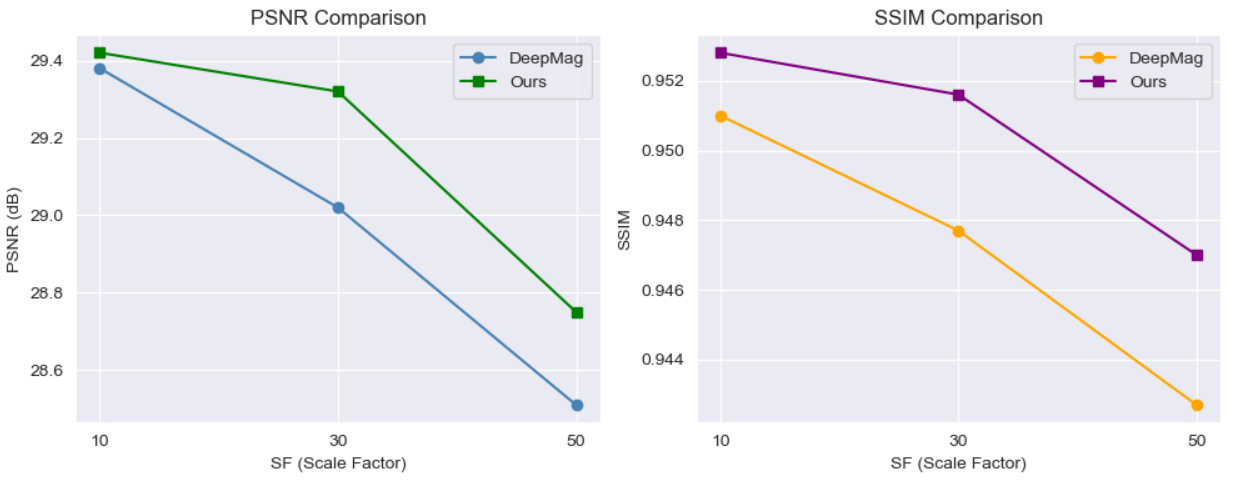 PSNR Comparison
29.4
29.2
29.0
28.8
28.6
PSNR (dB)
10
30
50
SF (Scale Factor)
DeepMag
Ours
SSIM Comparison
0.952
0.950
0.948
0.946
0.944
SSIM
10
30
50
SF (Scale Factor)
DeepMag
Ours